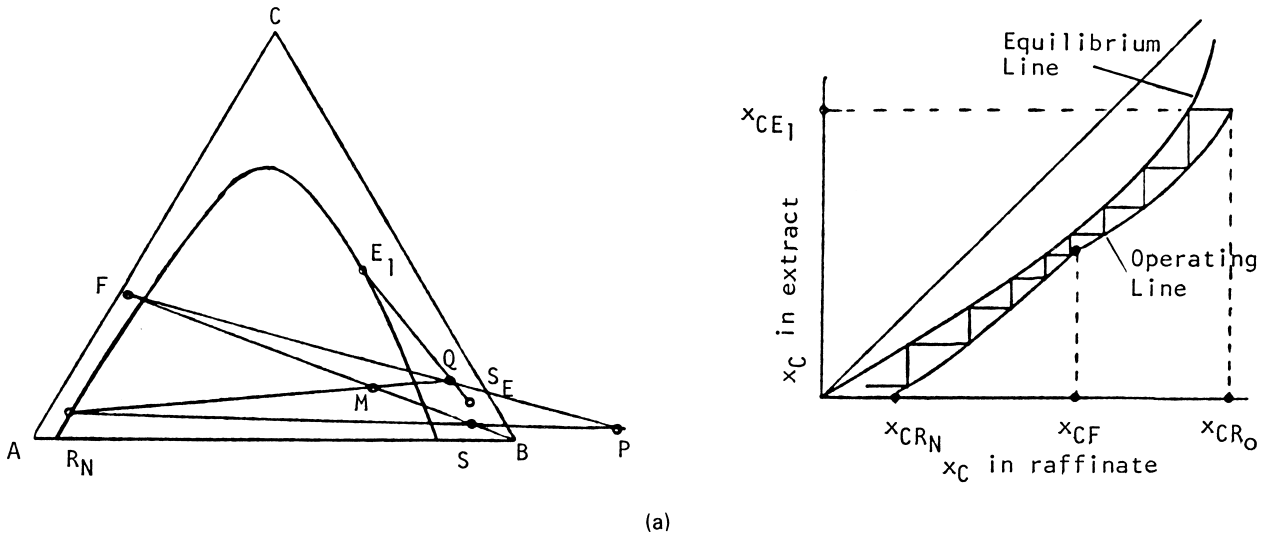 C
F
E1
Q
SE
M
A
RN
S
B
P
Equilibrium
Line
xCE1
xC in extract
Operating
Line
xCRN
xCF
xCRo
xC in raffinate
(a)